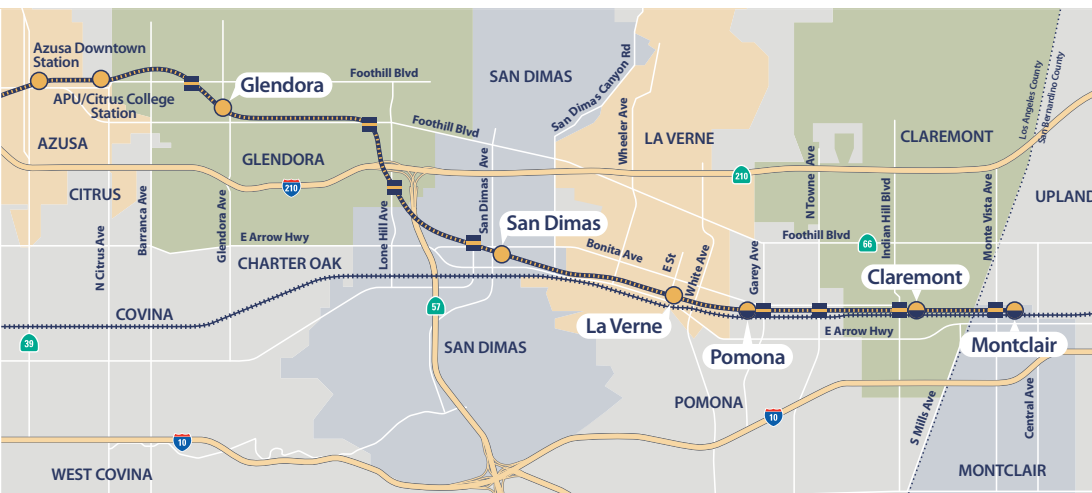 Azusa Downtown
Station
APU/Citrus College
Station
Glendora
Foothill Blvd
SAN DIMAS
San Dimas Canyon Rd
Foothill Blvd
Wheeler Ave
LA VERNE
CLAREMONT
Los Angeles County
San Bernardino County
AZUSA
GLENDORA
210
210
CITRUS
UPLAND
N Citrus Ave
Barranca Ave
Glendora Ave
E Arrow Hwy
Lone Hill Ave
San Dimas Ave
San Dimas
Bonita Ave
E St
White Ave
Garey Ave
N Towne Ave
Foothill Blvd
66
Indian Hill Blvd
Monte Vista Ave
CHARTER OAK
Claremont
COVINA
57
La Verne
E Arrow Hwy
39
SAN DIMAS
Pomona
Montclair
POMONA
10
S Mills Ave
Central Ave
10
WEST COVINA
MONTCLAIR